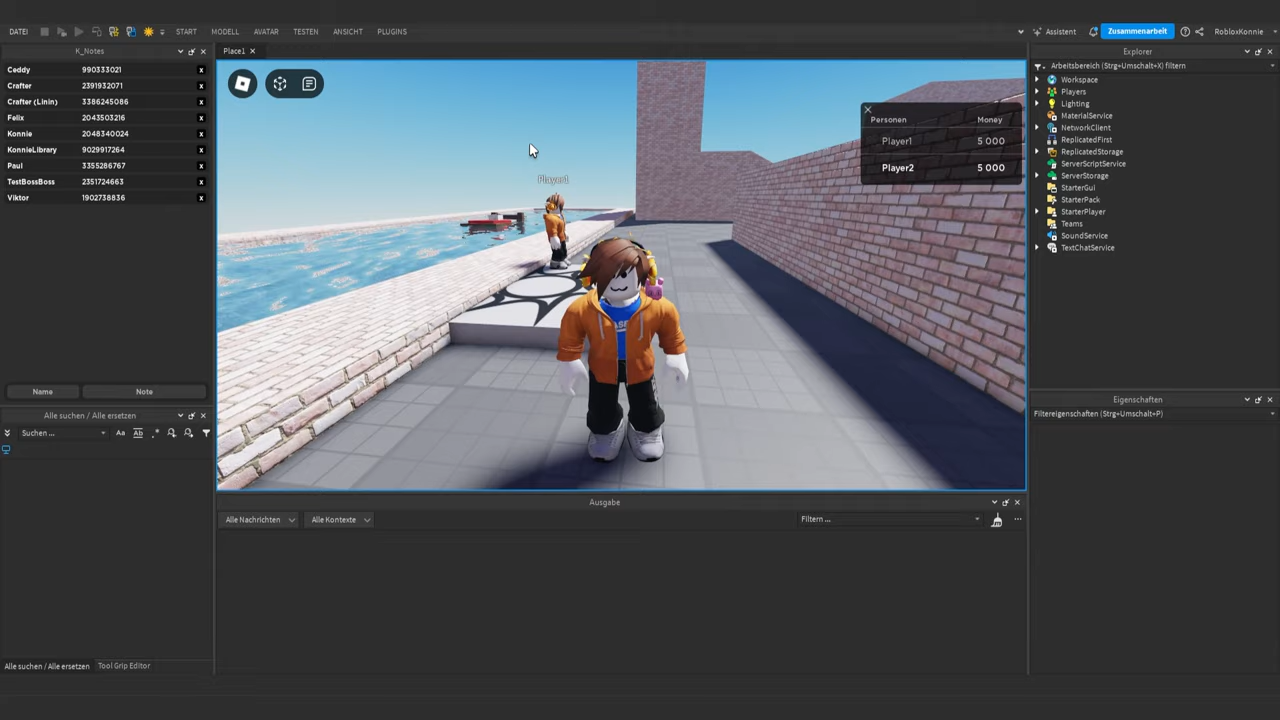 DATEI START MODELL AVATAR TESTEN ANSICHT PLUGINS Assistent Zusammenarbeit RobloxKonnie
K_Notes
Ceddy 990333021 x
Crafter 2391932071 x
Crafter (Linin) 3386245086 x
Felix 2043503216 x
Konnie 2048340024 x
KonnieLibrary 9029917264 x
Paul 3355286767 x
TestBossBoss 2351724663 x
Viktor 1902738836 x
Name Note
Alle suchen / Alle ersetzen
Suchen ... Aa Ab .*
Alle suchen / Alle ersetzen Tool Grip Editor
Place1
Personen Money
Player1 5 000
Player2 5 000
Player1
Ausgabe
Alle Nachrichten Alle Kontexte Filtern ...
Explorer
Arbeitsbereich (Strg+Umschalt+X) filtern
Workspace
Players
Lighting
MaterialService
NetworkClient
ReplicatedFirst
ReplicatedStorage
ServerScriptService
ServerStorage
StarterGui
StarterPack
StarterPlayer
Teams
SoundService
TextChatService
Eigenschaften
Filtereigenschaften (Strg+Umschalt+P)